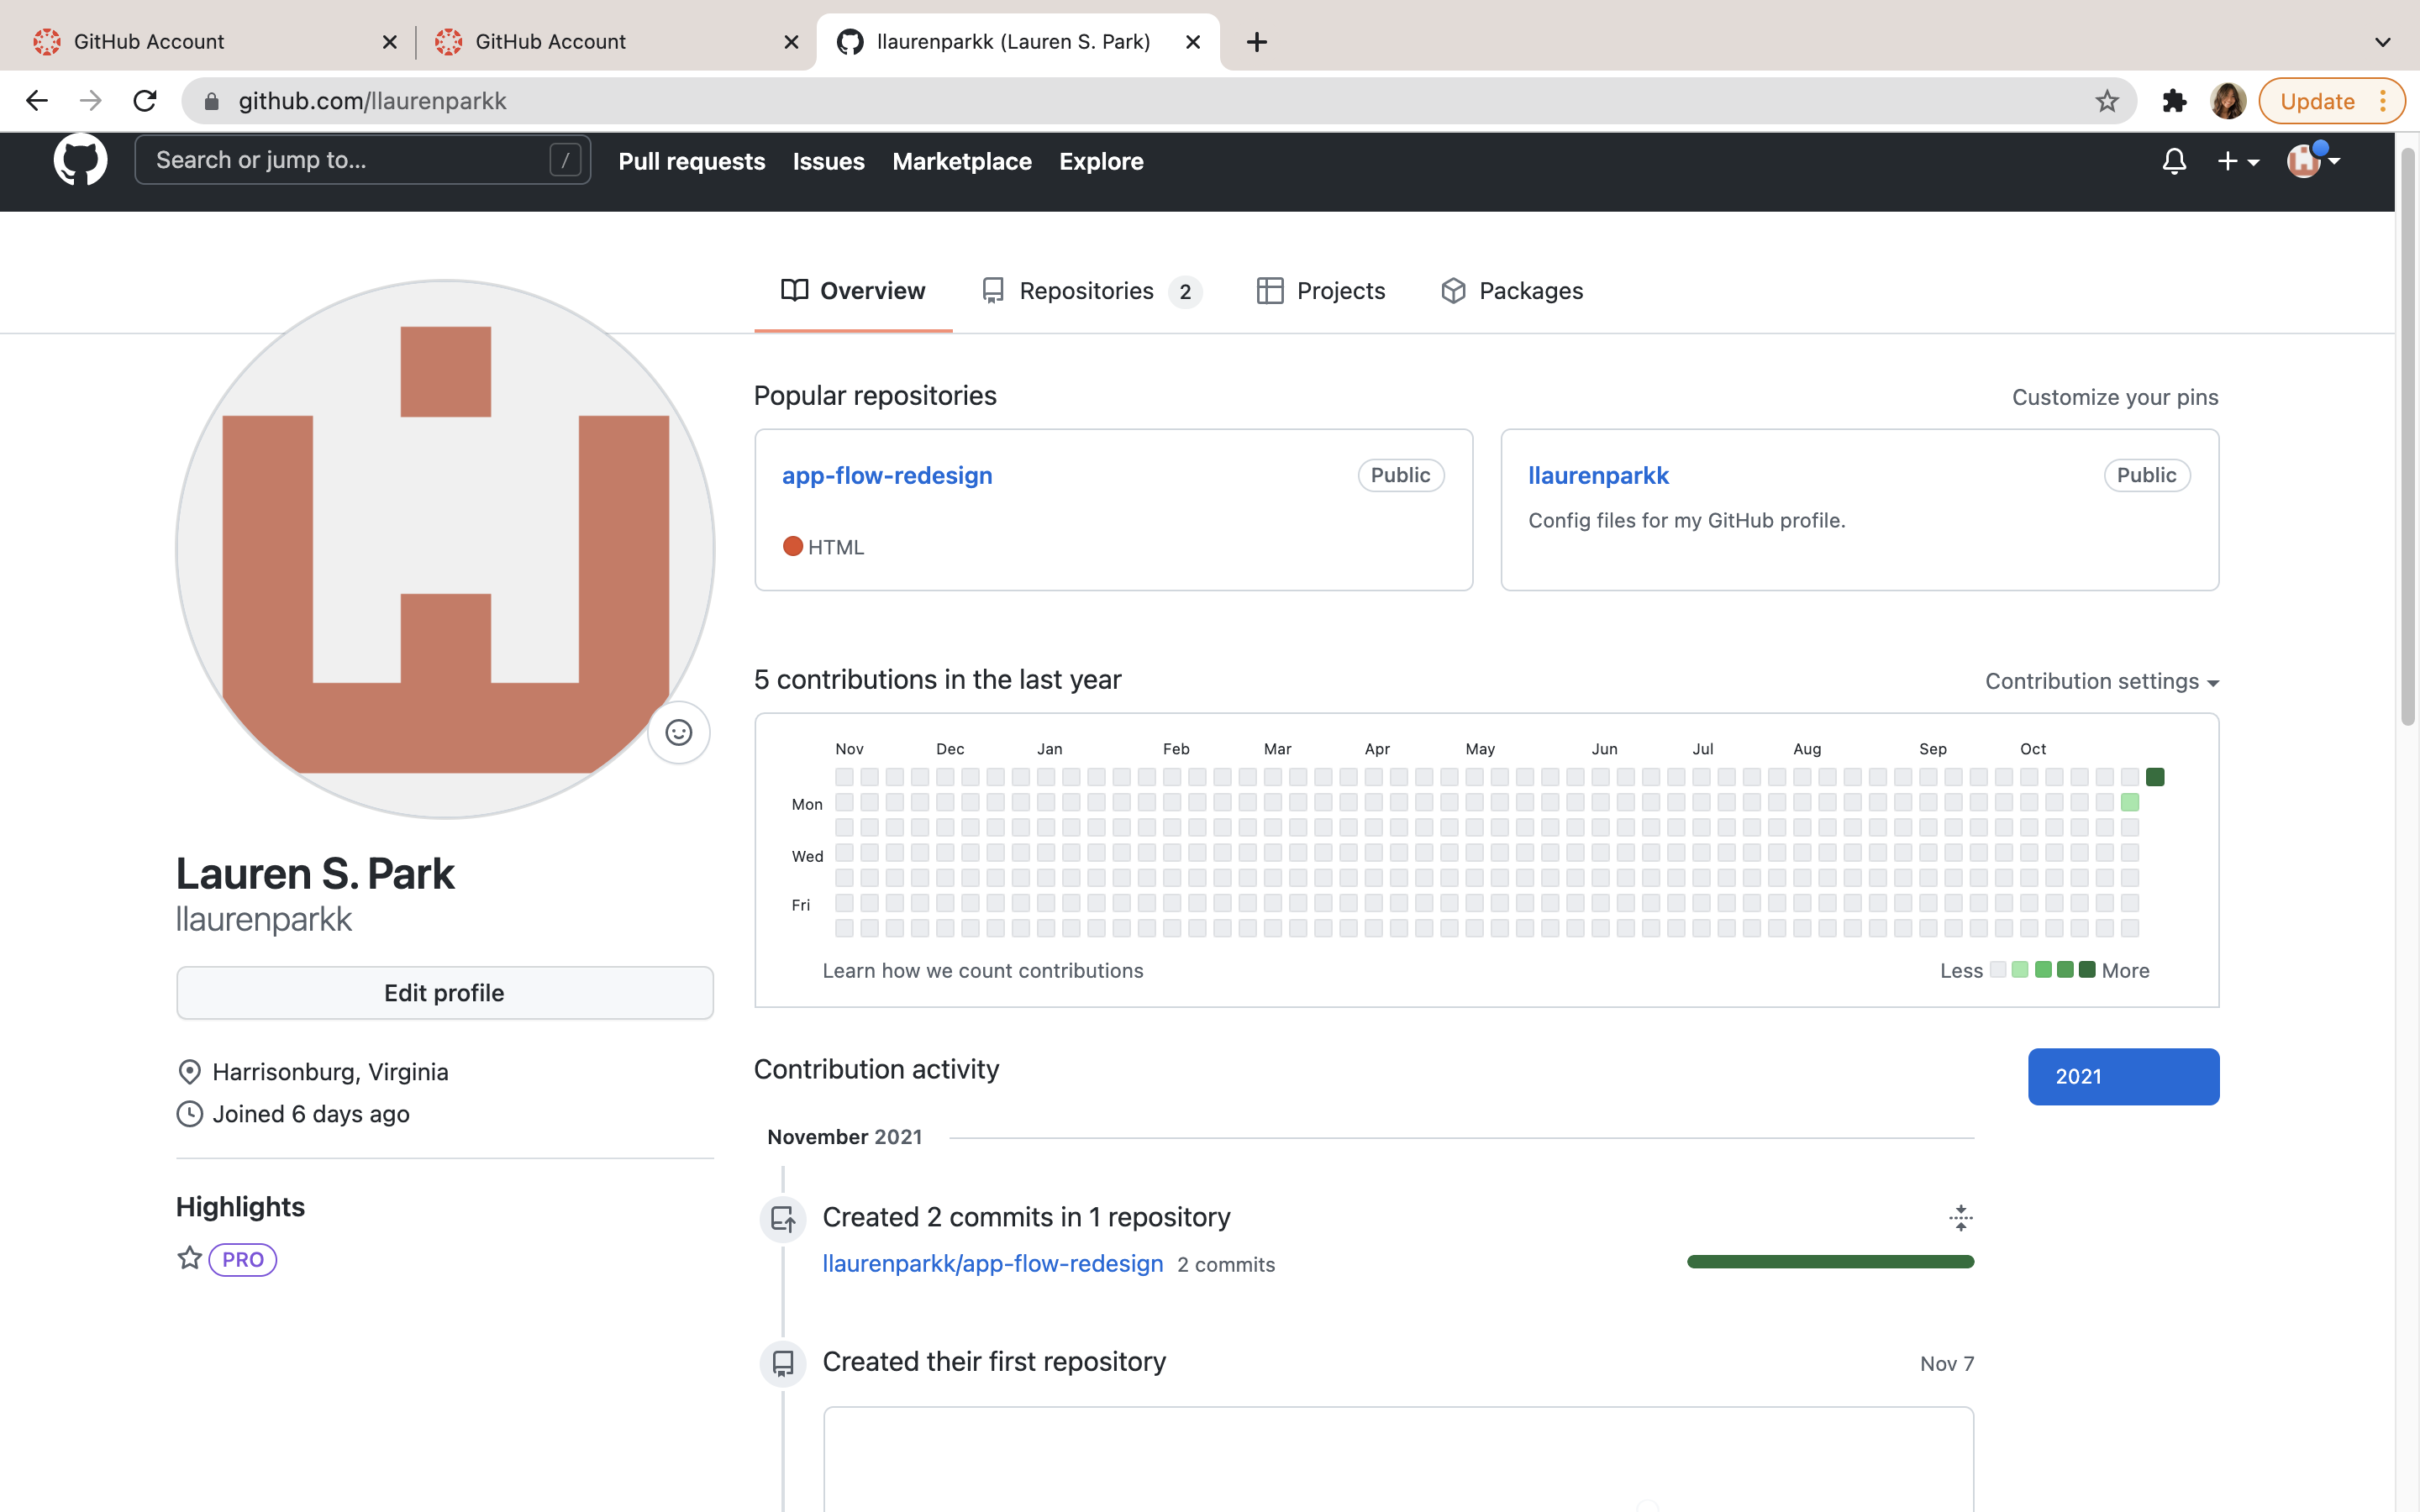 GitHub Account
GitHub Account
llaurenparkk (Lauren S. Park)
github.com/llaurenparkk
Update
Search or jump to...
/
Pull requests
Issues
Marketplace
Explore
Overview
Repositories 2
Projects
Packages
Popular repositories
Customize your pins
app-flow-redesign
Public
HTML
llaurenparkk
Public
Config files for my GitHub profile.
5 contributions in the last year
Contribution settings
Nov Dec Jan Feb Mar Apr May Jun Jul Aug Sep Oct
Mon
Wed
Fri
Learn how we count contributions
Less
More
Lauren S. Park
llaurenparkk
Edit profile
Harrisonburg, Virginia
Joined 6 days ago
Highlights
PRO
Contribution activity
2021
November 2021
Created 2 commits in 1 repository
llaurenparkk/app-flow-redesign 2 commits
Created their first repository
Nov 7